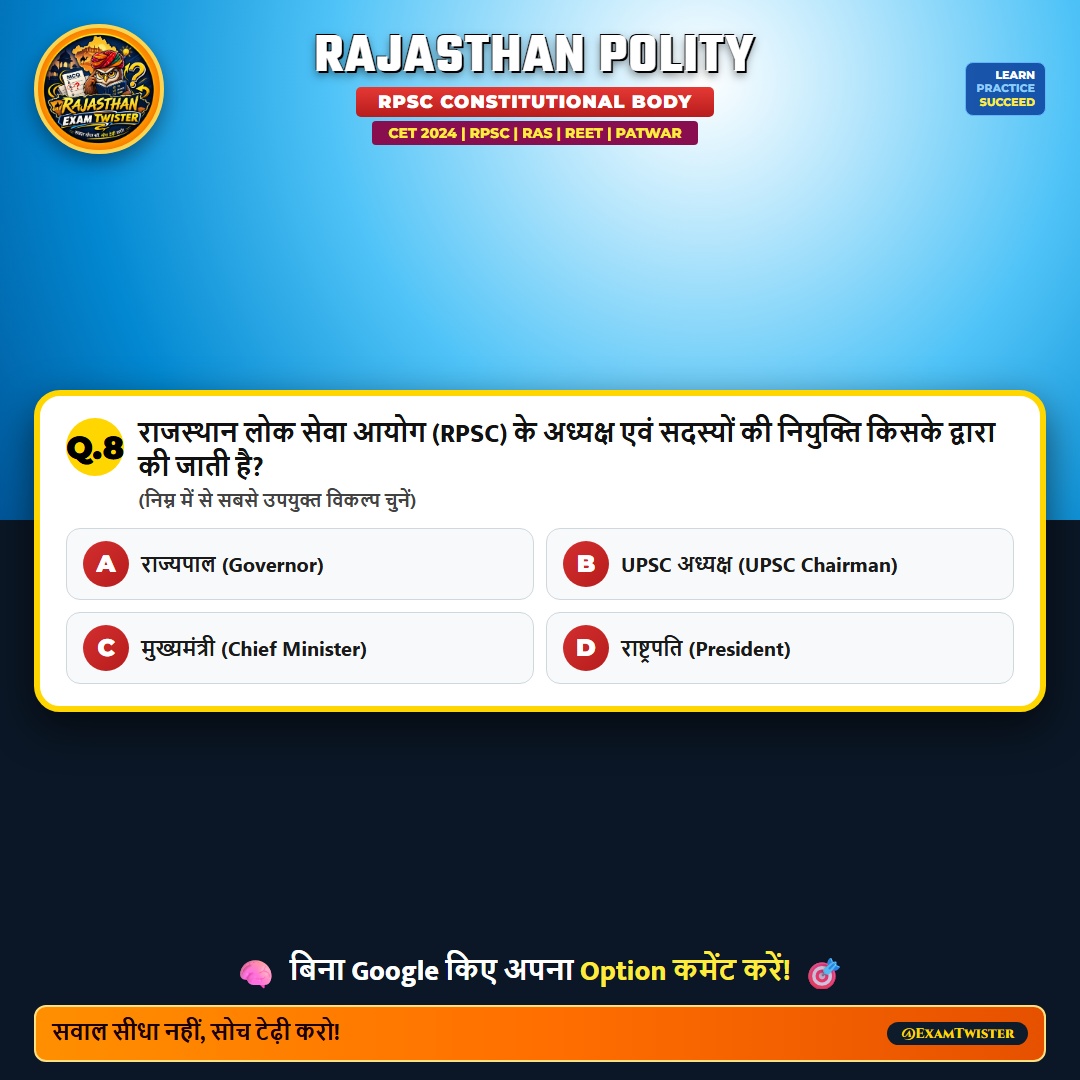 RAJASTHAN POLITY
RPSC CONSTITUTIONAL BODY
CET 2024 | RPSC | RAS | REET | PATWAR
MCQ
RAJASTHAN
EXAM TWISTER
LEARN
PRACTICE
SUCCEED
Q.8
राजस्थान लोक सेवा आयोग (RPSC) के अध्यक्ष एवं सदस्यों की नियुक्ति किसके द्वारा
की जाती है?
(निम्न में से सबसे उपयुक्त विकल्प चुनें)
A राज्यपाल (Governor)
B UPSC अध्यक्ष (UPSC Chairman)
C मुख्यमंत्री (Chief Minister)
D राष्ट्रपति (President)
बिना Google किए अपना Option कमेंट करें!
सवाल सीधा नहीं, सोच टेढ़ी करो!
@EXAMTWISTER